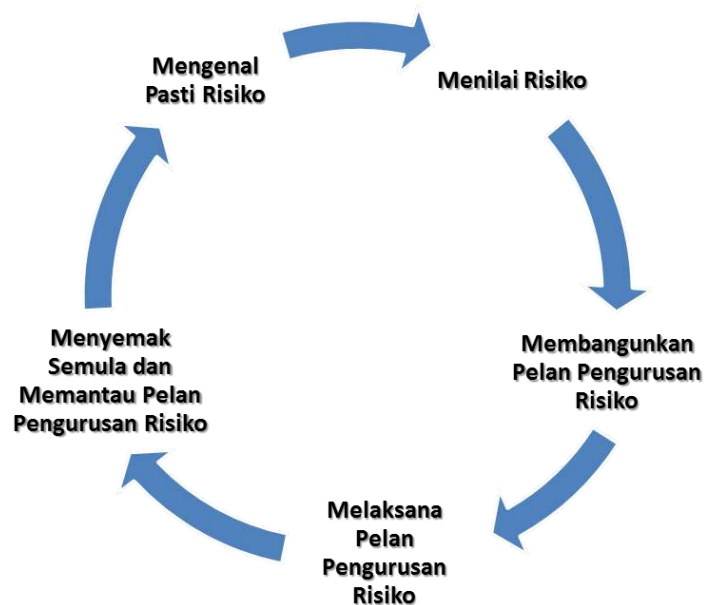 Mengenal
Pasti Risiko
Menilai Risiko
Membangunkan
Pelan Pengurusan
Risiko
Melaksana
Pelan
Pengurusan
Risiko
Menyemak
Semula dan
Memantau Pelan
Pengurusan Risiko